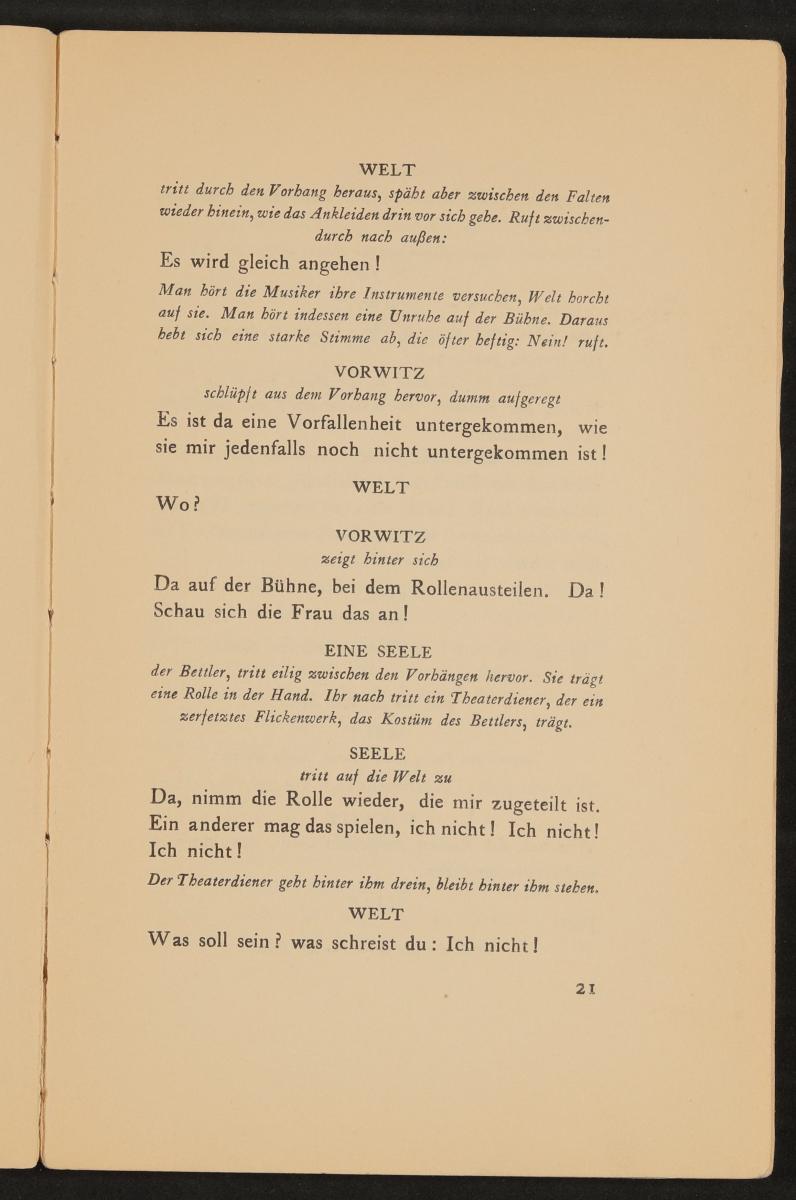 WELT
tritt durch den Vorhang heraus, späht aber zwischen den Falten
wieder hinein, wie das Ankleiden drin vor sich gehe. Ruft zwischen-
durch nach außen:
Es wird gleich angehen!
Man hört die Musiker ihre Instrumente versuchen, Welt horcht
auf sie. Man hört indessen eine Unruhe auf der Bühne. Daraus
hebt sich eine starke Stimme ab, die öfter heftig: Nein! ruft.
VORWITZ
schlüpft aus dem Vorhang hervor, dumm aufgeregt
Es ist da eine Vorfallenheit untergekommen, wie
sie mir jedenfalls noch nicht untergekommen ist!
WELT
Wo?
VORWITZ
zeigt hinter sich
Da auf der Bühne, bei dem Rollenausteilen. Da!
Schau sich die Frau das an!
EINE SEELE
der Bettler, tritt eilig zwischen den Vorhängen hervor. Sie trägt
eine Rolle in der Hand. Ihr nach tritt ein Theaterdiener, der ein
zerfetztes Flickenwerk, das Kostüm des Bettlers, trägt.
SEELE
tritt auf die Welt zu
Da, nimm die Rolle wieder, die mir zugeteilt ist.
Ein anderer mag das spielen, ich nicht! Ich nicht!
Ich nicht!
Der Theaterdiener geht hinter ihm drein, bleibt hinter ihm stehen.
WELT
Was soll sein? was schreist du: Ich nicht!
21